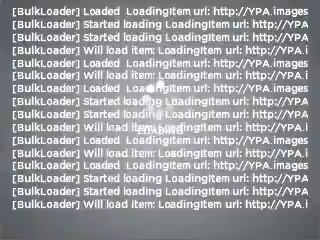 [BulkLoader] Loaded LoadingItem url: http://YPA.images
[BulkLoader] Started loading LoadingItem url: http://YPA
[BulkLoader] Started loading LoadingItem url: http://YPA
[BulkLoader] Will load item: LoadingItem url: http://YPA.i
[BulkLoader] Loaded LoadingItem url: http://YPA.images
[BulkLoader] Will load item: LoadingItem url: http://YPA.i
[BulkLoader] Loaded LoadingItem url: http://YPA.images
[BulkLoader] Started loading LoadingItem url: http://YPA
[BulkLoader] Started loading LoadingItem url: http://YPA
[BulkLoader] Will load item: LoadingItem url: http://YPA.i
LOADING
[BulkLoader] Loaded LoadingItem url: http://YPA.images
[BulkLoader] Will load item: LoadingItem url: http://YPA.i
[BulkLoader] Loaded LoadingItem url: http://YPA.images
[BulkLoader] Started loading LoadingItem url: http://YPA
[BulkLoader] Started loading LoadingItem url: http://YPA
[BulkLoader] Will load item: LoadingItem url: http://YPA.i